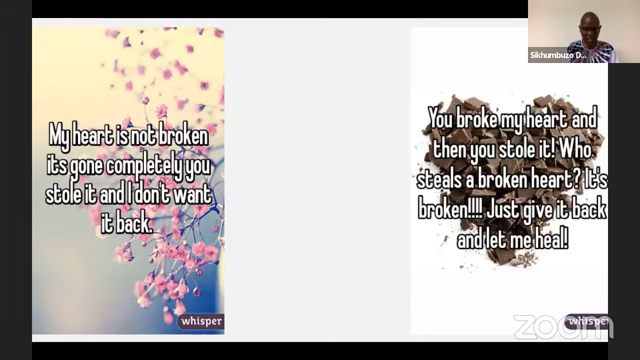 My heart is not broken
its gone completely you
stole it and I don't want
it back.
whisper
You broke my heart and
then you stole it! Who
steals a broken heart? It's
broken!!!! Just give it back
and let me heal!
whispe
Sikhumbuzo D...
zoom